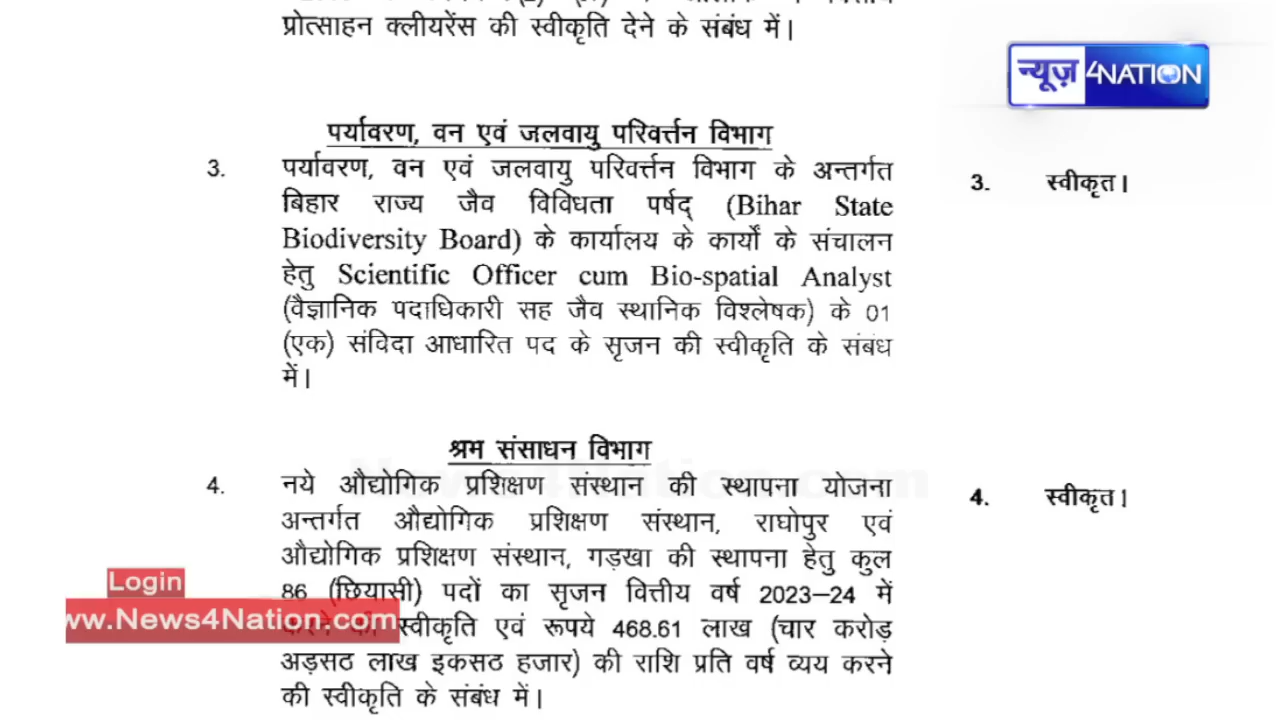 प्रोत्साहन क्लीयरेंस की स्वीकृति देने के संबंध में।
न्यूज़ 4NATION
पर्यावरण, वन एवं जलवायु परिवर्त्तन विभाग
3. पर्यावरण, वन एवं जलवायु परिवर्त्तन विभाग के अन्तर्गत
बिहार राज्य जैव विविधता पर्षद् (Bihar State
Biodiversity Board) के कार्यालय के कार्यों के संचालन
हेतु Scientific Officer cum Bio-spatial Analyst
(वैज्ञानिक पदाधिकारी सह जैव स्थानिक विश्लेषक) के 01
(एक) संविदा आधारित पद के सृजन की स्वीकृति के संबंध
में।
3. स्वीकृत।
श्रम संसाधन विभाग
4. नये औद्योगिक प्रशिक्षण संस्थान की स्थापना योजना
अन्तर्गत औद्योगिक प्रशिक्षण संस्थान, राघोपुर एवं
औद्योगिक प्रशिक्षण संस्थान, गड़खा की स्थापना हेतु कुल
86 (छियासी) पदों का सृजन वित्तीय वर्ष 2023–24 में
स्वीकृति एवं रूपये 468.61 लाख (चार करोड़
अड़सठ लाख इकसठ हजार) की राशि प्रति वर्ष व्यय करने
की स्वीकृति के संबंध में।
4. स्वीकृत।
News4Nation.com
Login
ww.News4Nation.com